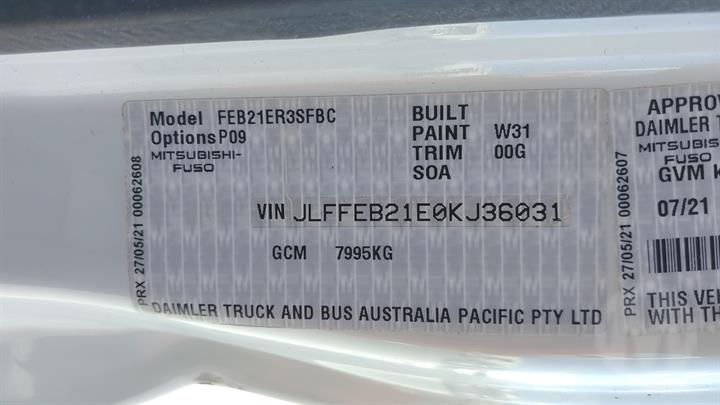 Model FEB21ER3SFBC
Options P09
MITSUBISHI-
FUSO
BUILT
PAINT W31
TRIM 00G
SOA
VIN JLFFEB21E0KJ36031
GCM 7995KG
DAIMLER TRUCK AND BUS AUSTRALIA PACIFIC PTY LTD
PRX 27/05/21 00062608
PRX 27/05/21 00062607
APPROV
DAIMLER TR
MITSUBISHI-
FUSO
GVM k
07/21
THIS VE
WITH TH